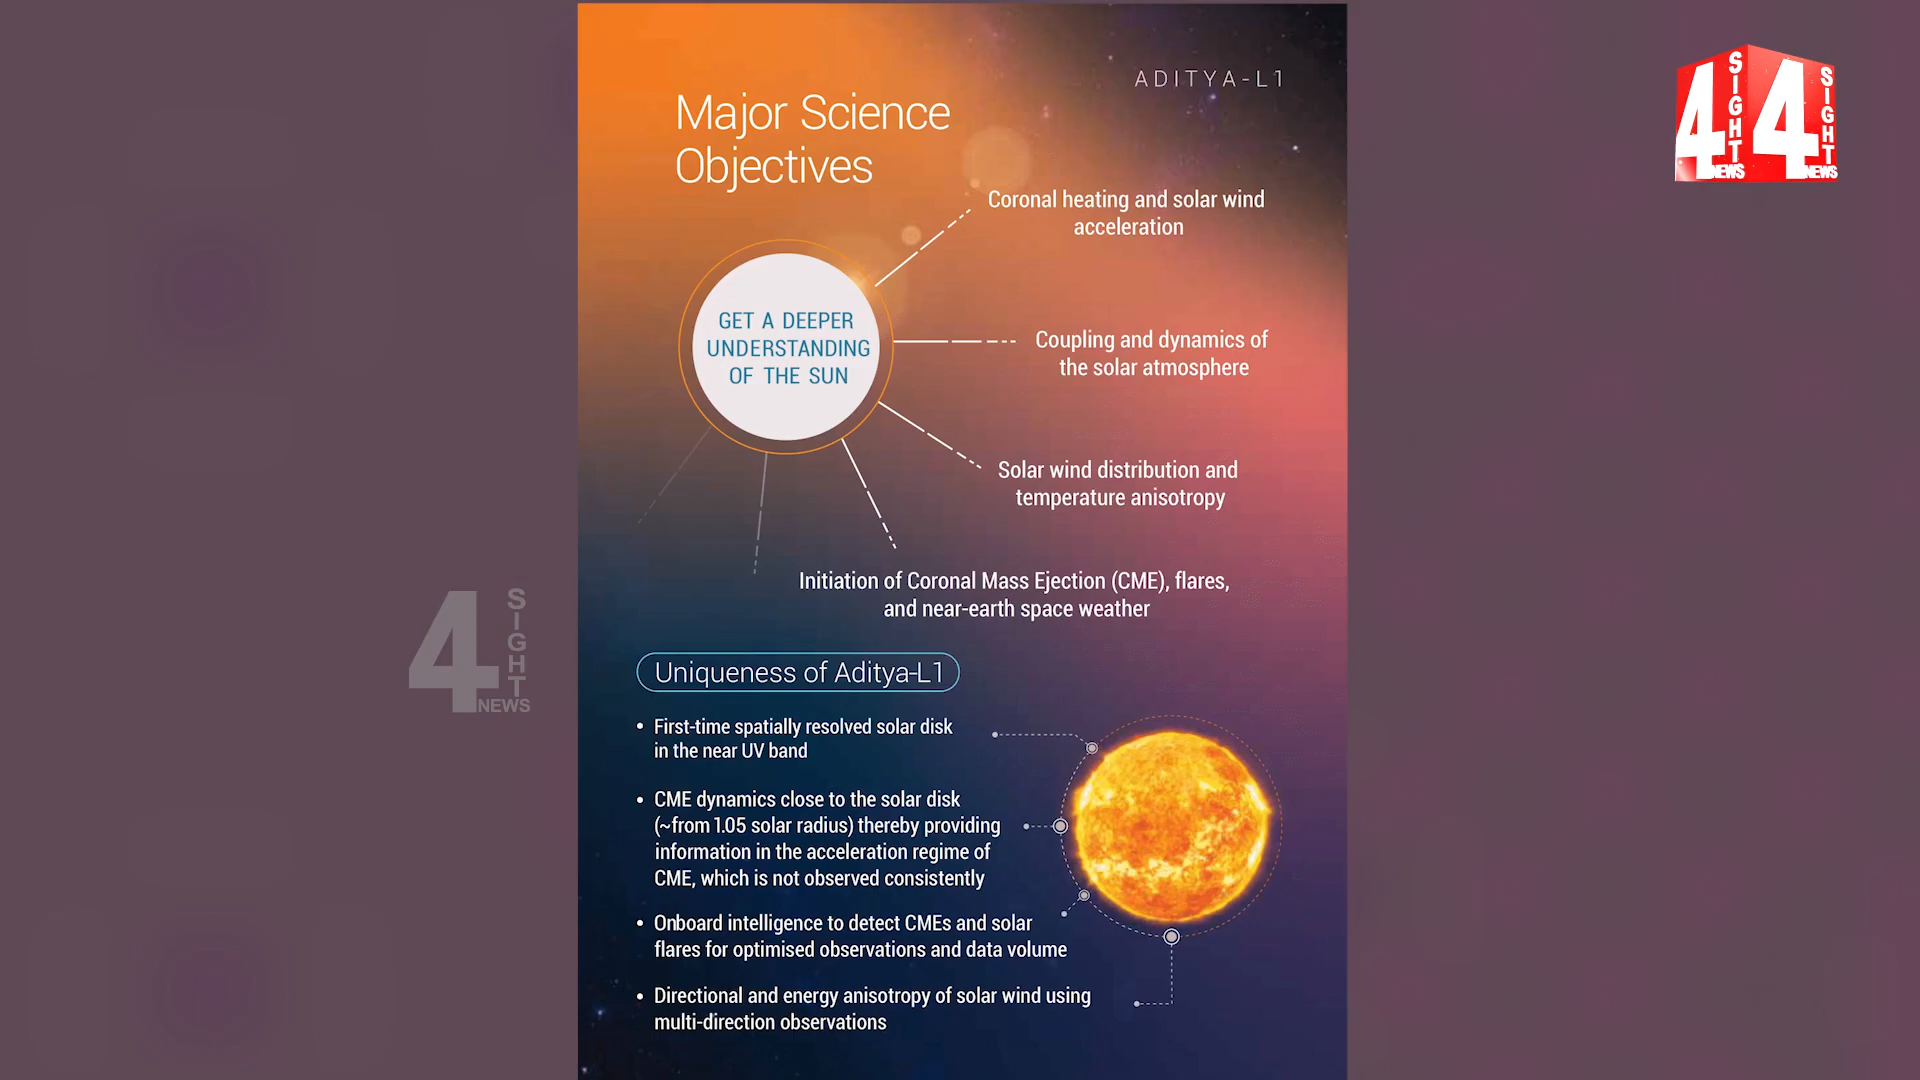 ADITYA-L1
Major Science
Objectives
Coronal heating and solar wind
acceleration
GET A DEEPER
UNDERSTANDING
OF THE SUN
Coupling and dynamics of
the solar atmosphere
Solar wind distribution and
temperature anisotropy
Initiation of Coronal Mass Ejection (CME), flares,
and near-earth space weather
Uniqueness of Aditya-L1
• First-time spatially resolved solar disk
in the near UV band
• CME dynamics close to the solar disk
(~from 1.05 solar radius) thereby providing
information in the acceleration regime of
CME, which is not observed consistently
• Onboard intelligence to detect CMEs and solar
flares for optimised observations and data volume
• Directional and energy anisotropy of solar wind using
multi-direction observations
4 SIGHT NEWS
4 SIGHT NEWS
4 SIGHT NEWS